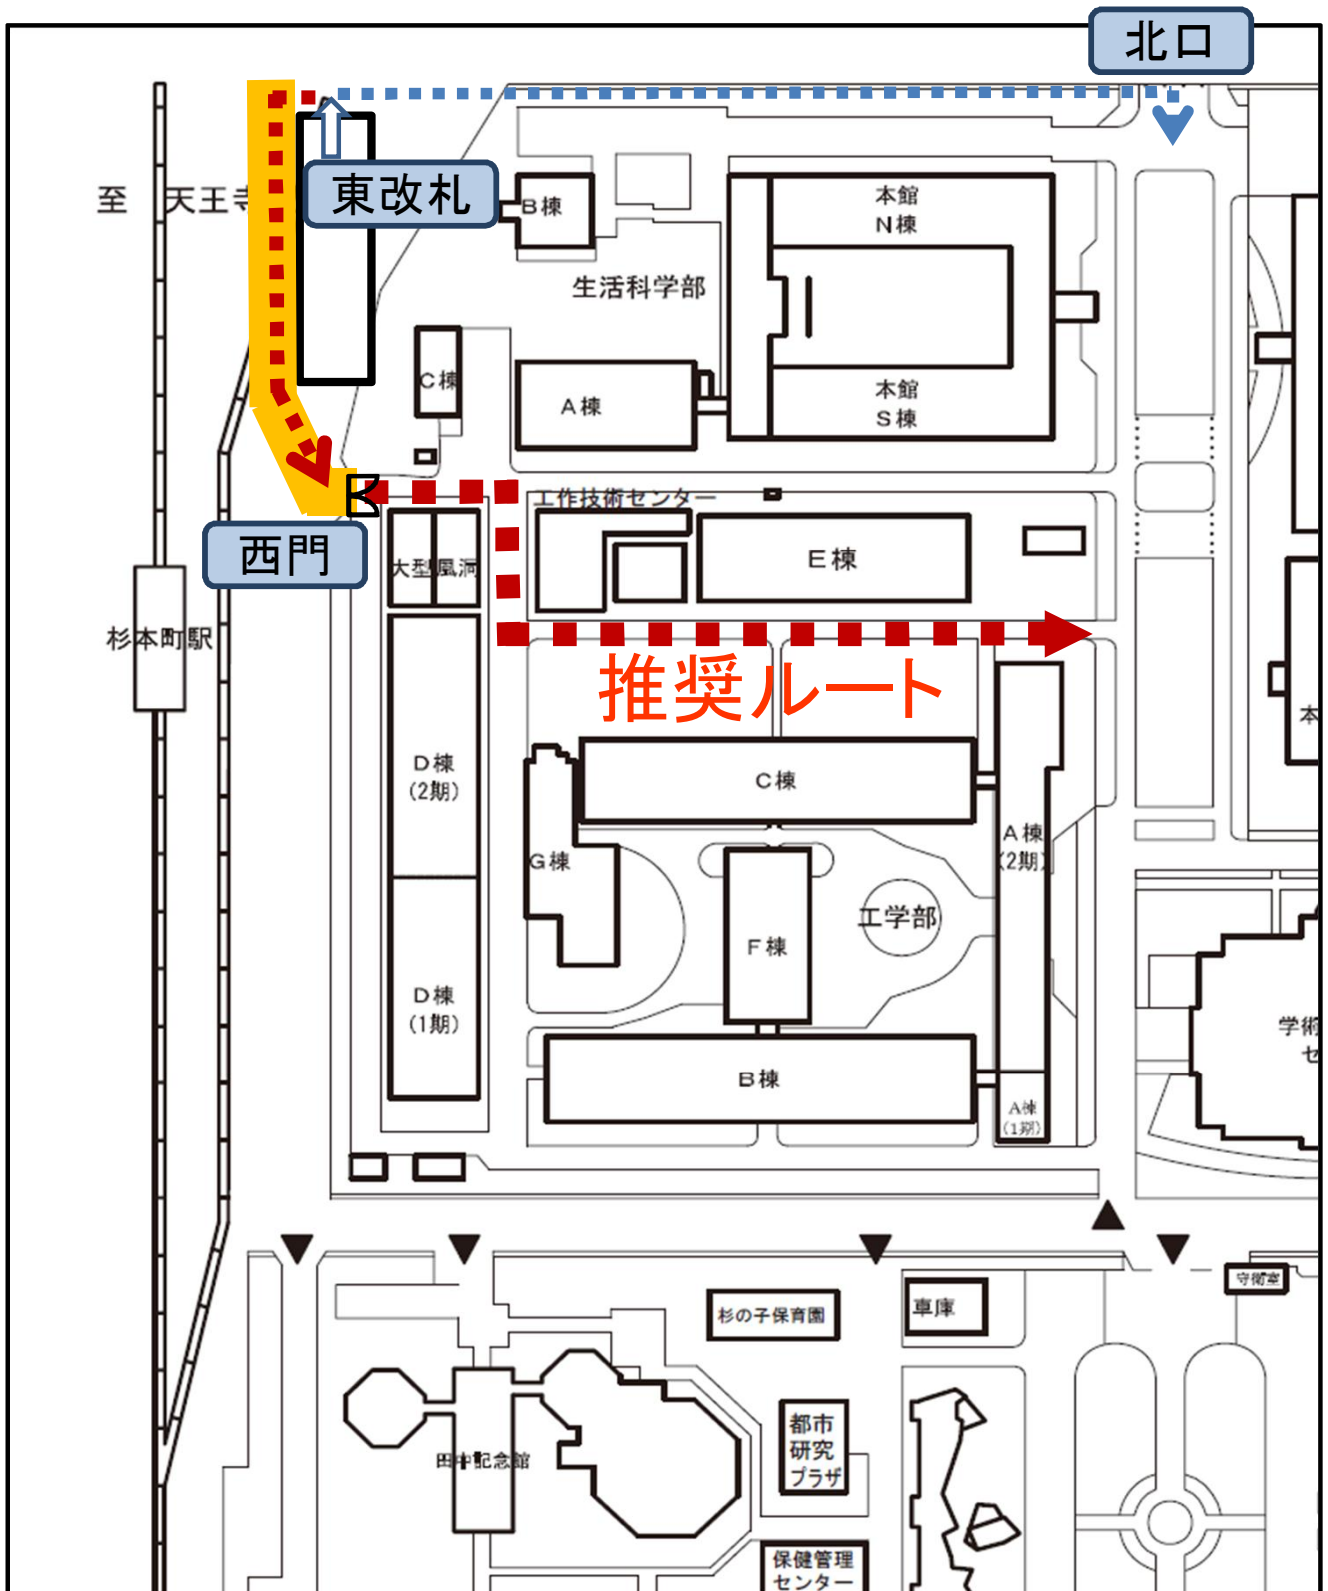 北口
至 天王寺
東改札
B棟
本館
N棟
生活科学部
C棟
A棟
本館
S棟
工作技術センター
西門
大型風洞
E棟
杉本町駅
推奨ルート
本
D棟
(2期)
C棟
A棟
(2期)
G棟
工学部
F棟
D棟
(1期)
学術
セ
B棟
A棟
(1期)
守衛室
杉の子保育園
車庫
都市
研究
プラザ
田中記念館
保健管理
センター